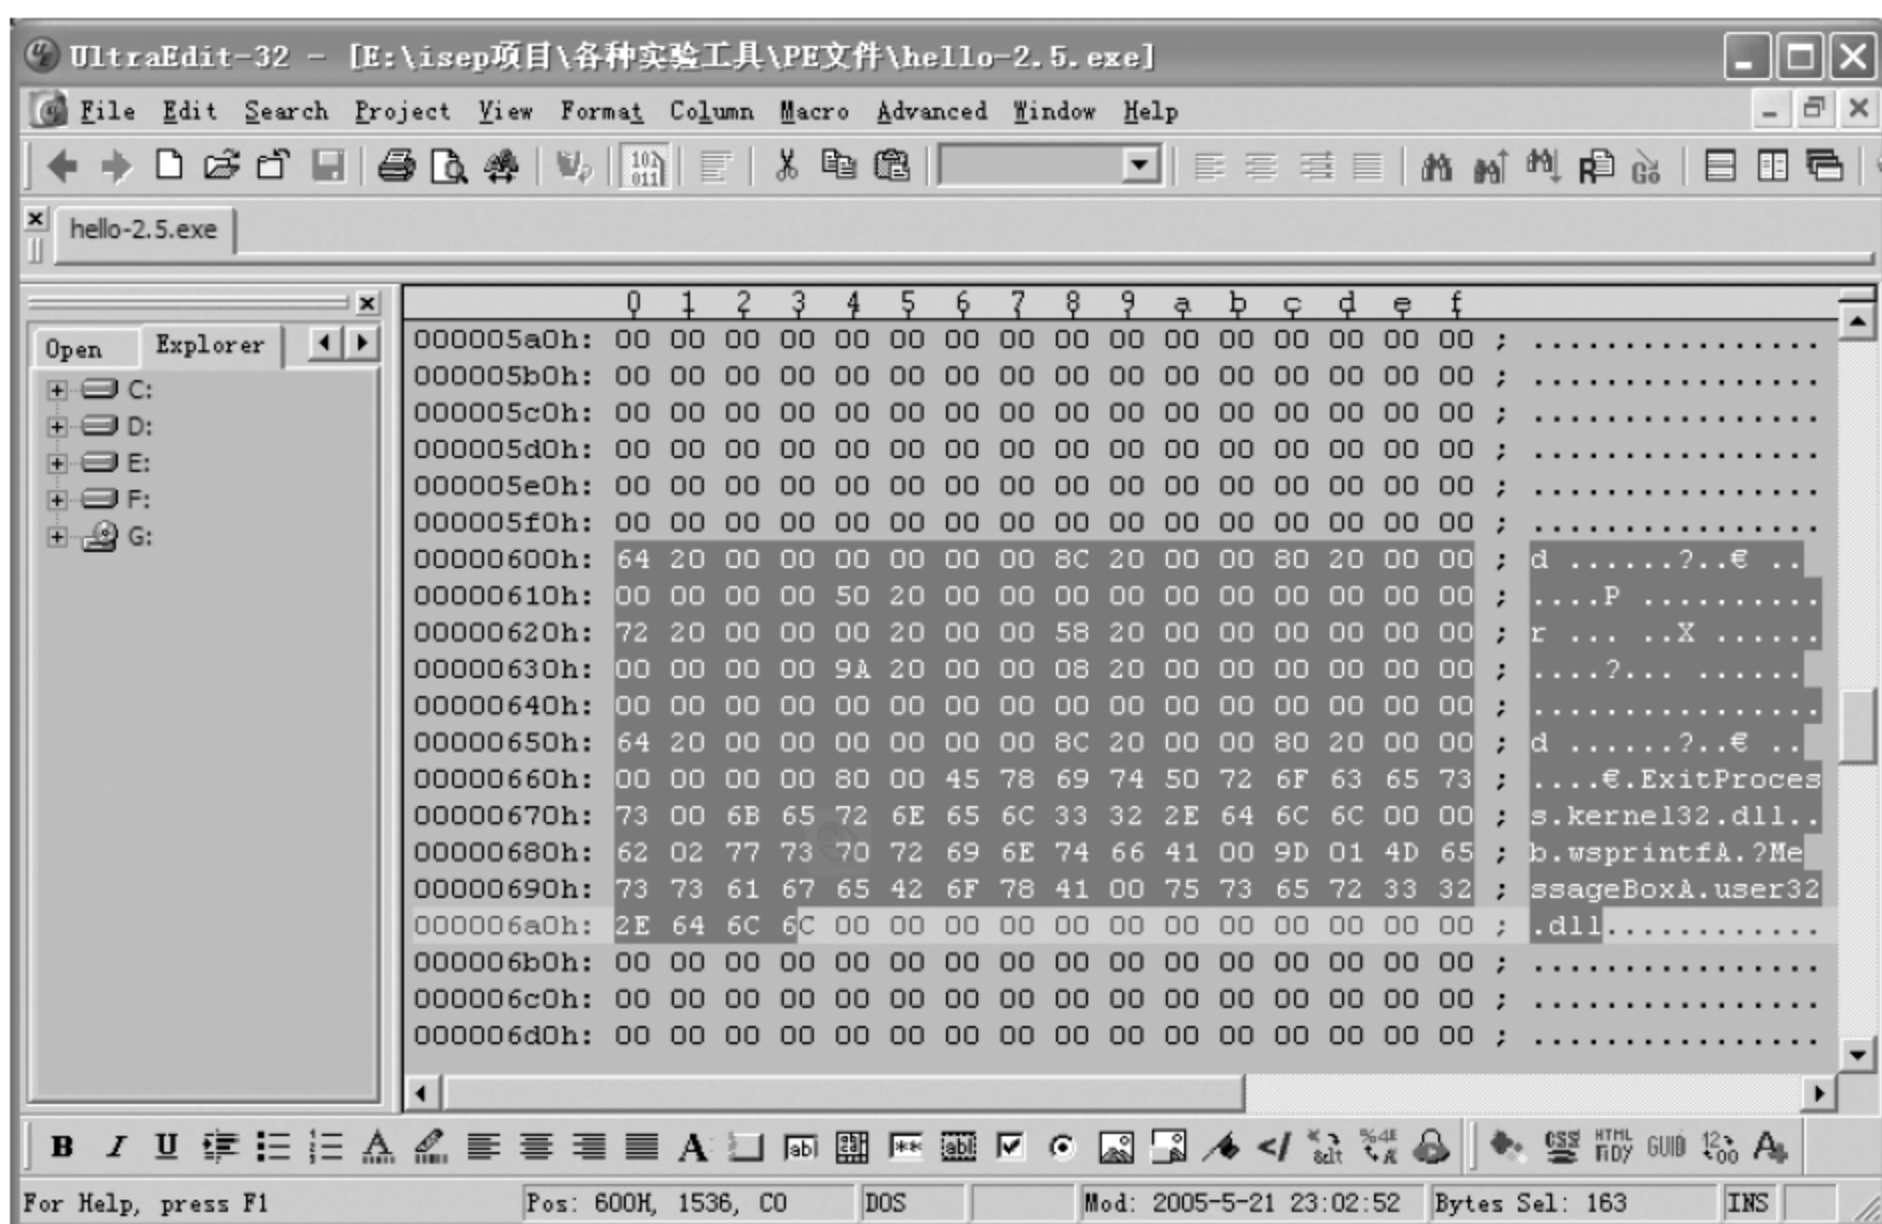 UltraEdit-32 - [E:\isep项目\各种实验工具\PE文件\hello-2.5.exe]
File Edit Search Project View Format Column Macro Advanced Window Help
hello-2.5.exe
0 1 2 3 4 5 6 7 8 9 a b c d e f
Open Explorer
C:
D:
E:
F:
G:
000005a0h: 00 00 00 00 00 00 00 00 00 00 00 00 00 00 00 00 ; ................
000005b0h: 00 00 00 00 00 00 00 00 00 00 00 00 00 00 00 00 ; ................
000005c0h: 00 00 00 00 00 00 00 00 00 00 00 00 00 00 00 00 ; ................
000005d0h: 00 00 00 00 00 00 00 00 00 00 00 00 00 00 00 00 ; ................
000005e0h: 00 00 00 00 00 00 00 00 00 00 00 00 00 00 00 00 ; ................
000005f0h: 00 00 00 00 00 00 00 00 00 00 00 00 00 00 00 00 ; ................
00000600h: 64 20 00 00 00 00 00 00 8C 20 00 00 80 20 00 00 ; d ......?..€ ..
00000610h: 00 00 00 00 50 20 00 00 00 00 00 00 00 00 00 00 ; ....P ..........
00000620h: 72 20 00 00 00 20 00 00 58 20 00 00 00 00 00 00 ; r ... ..X ......
00000630h: 00 00 00 00 9A 20 00 00 08 20 00 00 00 00 00 00 ; ....?... ......
00000640h: 00 00 00 00 00 00 00 00 00 00 00 00 00 00 00 00 ; ................
00000650h: 64 20 00 00 00 00 00 00 8C 20 00 00 80 20 00 00 ; d ......?..€ ..
00000660h: 00 00 00 00 80 00 45 78 69 74 50 72 6F 63 65 73 ; ....€.ExitProces
00000670h: 73 00 6B 65 72 6E 65 6C 33 32 2E 64 6C 6C 00 00 ; s.kernel32.dll..
00000680h: 62 02 77 73 70 72 69 6E 74 66 41 00 9D 01 4D 65 ; b.wsprintfA.?Me
00000690h: 73 73 61 67 65 42 6F 78 41 00 75 73 65 72 33 32 ; ssageBoxA.user32
000006a0h: 2E 64 6C 6C 00 00 00 00 00 00 00 00 00 00 00 00 ; .dll............
000006b0h: 00 00 00 00 00 00 00 00 00 00 00 00 00 00 00 00 ; ................
000006c0h: 00 00 00 00 00 00 00 00 00 00 00 00 00 00 00 00 ; ................
000006d0h: 00 00 00 00 00 00 00 00 00 00 00 00 00 00 00 00 ; ................
For Help, press F1 Pos: 600H, 1536, C0 DOS Mod: 2005-5-21 23:02:52 Bytes Sel: 163 INS